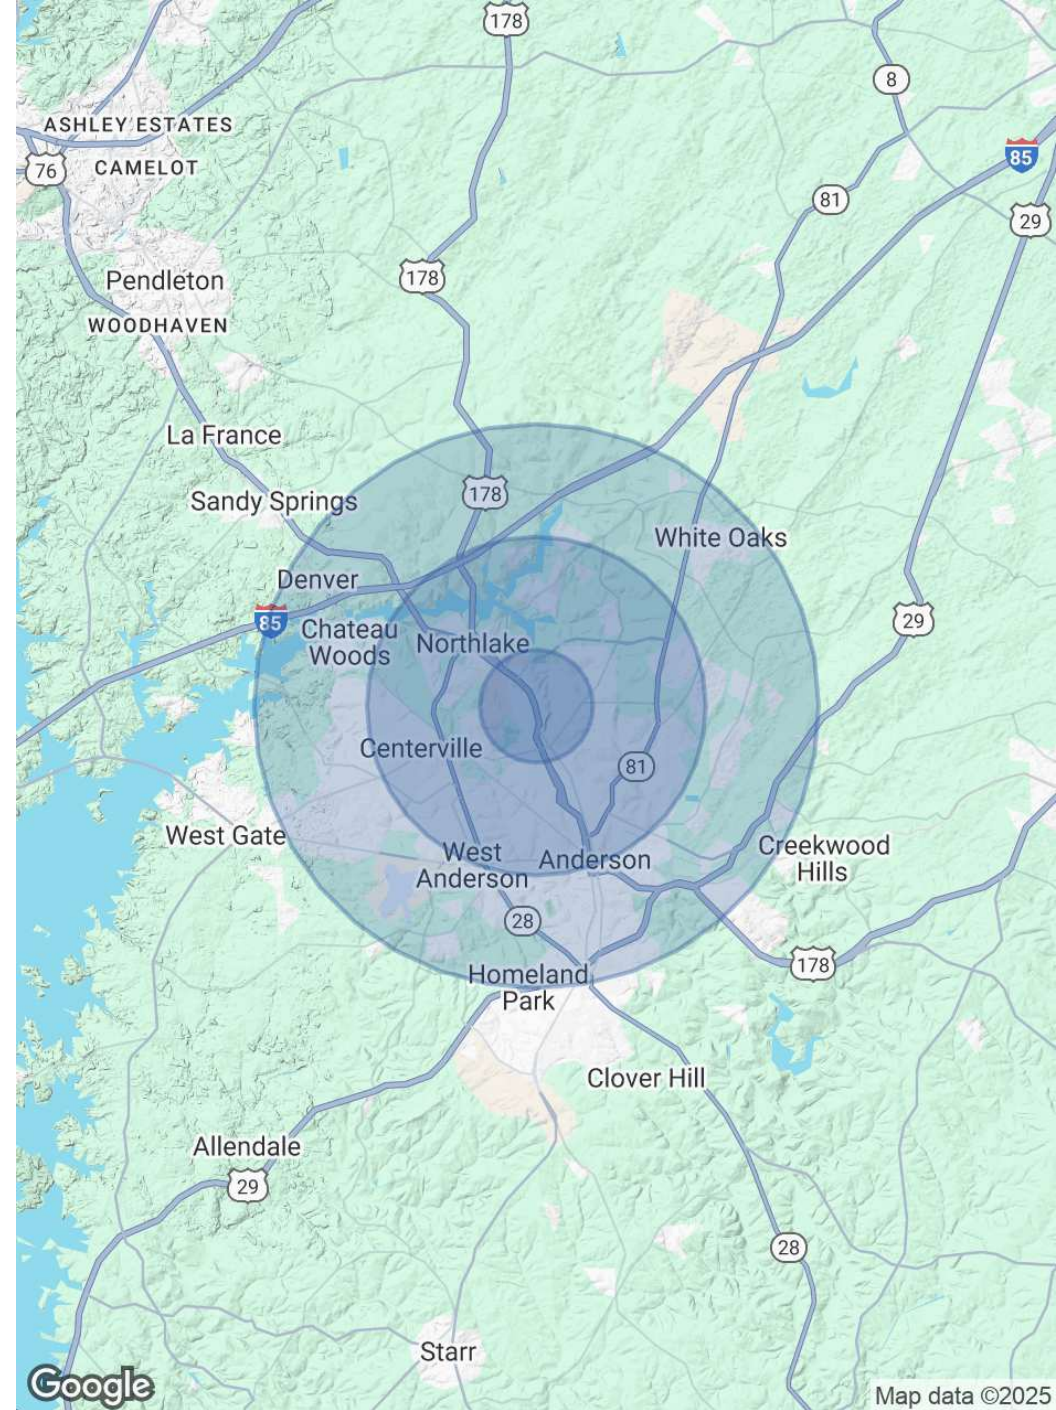 178
8
ASHLEY ESTATES
CAMELOT
76
85
81
29
178
Pendleton
WOODHAVEN
La France
178
Sandy Springs
White Oaks
Denver
85
29
Chateau
Woods
Northlake
Centerville
81
West Gate
West
Anderson
Anderson
Creekwood
Hills
28
178
Homeland
Park
Clover Hill
Allendale
29
28
Starr
Google
Map data ©2025